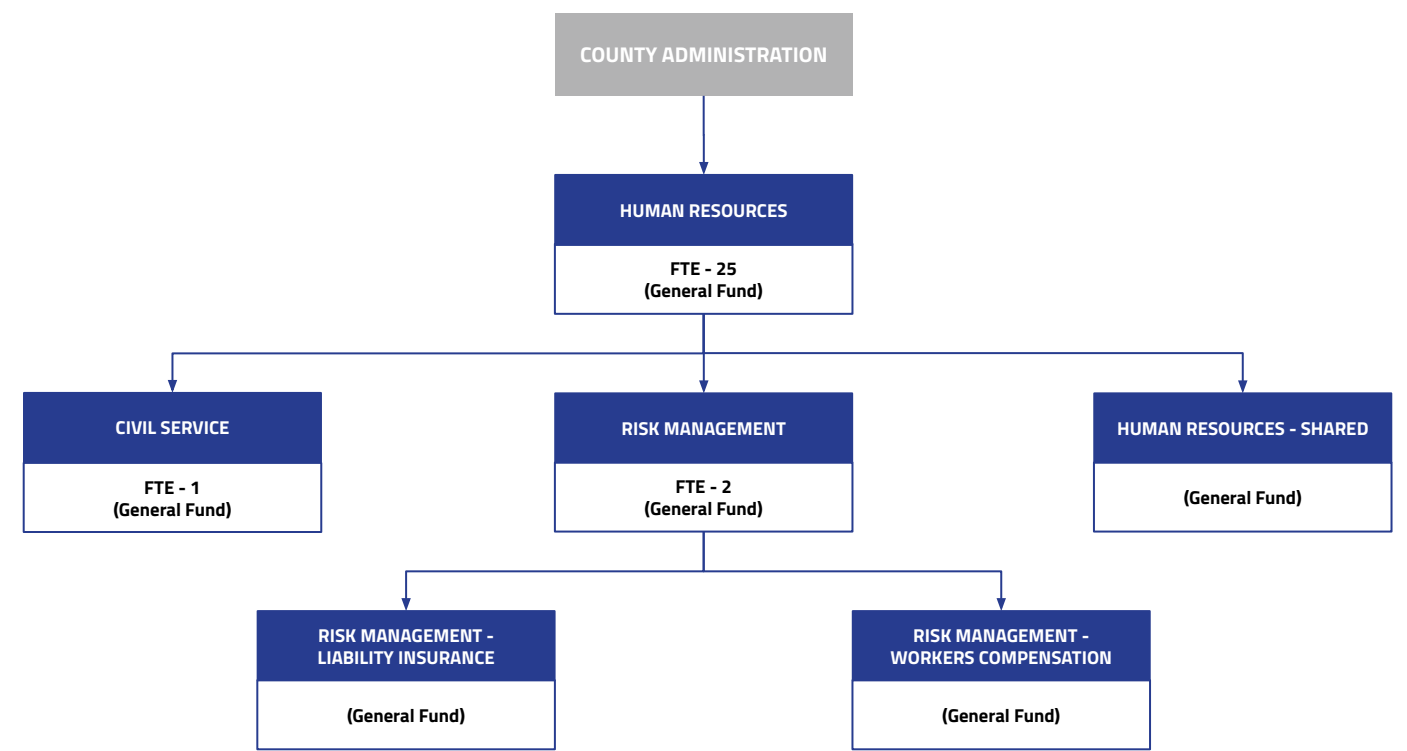 COUNTY ADMINISTRATION
HUMAN RESOURCES
FTE - 25
(General Fund)
CIVIL SERVICE
FTE - 1
(General Fund)
RISK MANAGEMENT
FTE - 2
(General Fund)
HUMAN RESOURCES - SHARED
(General Fund)
RISK MANAGEMENT -
LIABILITY INSURANCE
(General Fund)
RISK MANAGEMENT -
WORKERS COMPENSATION
(General Fund)